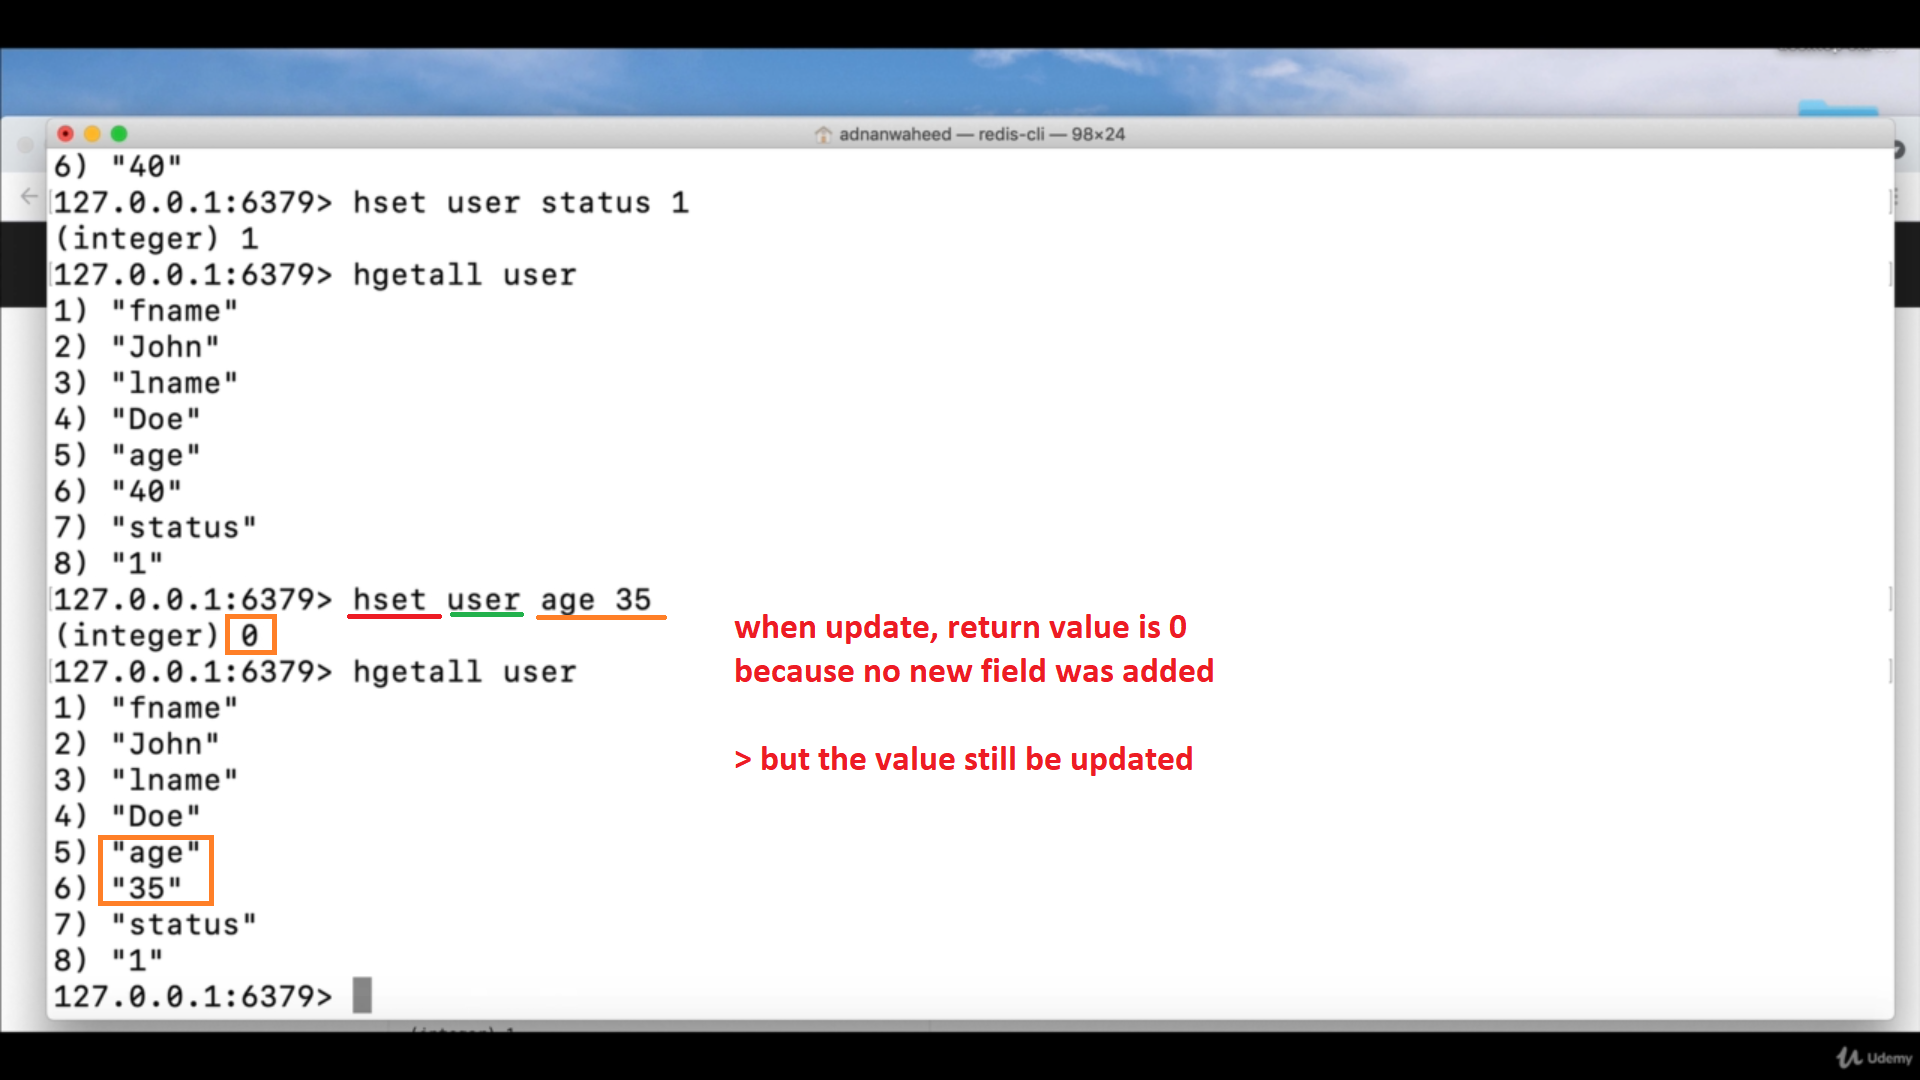 adnanwaheed — redis-cli — 98×24
6) "40"
127.0.0.1:6379> hset user status 1
(integer) 1
127.0.0.1:6379> hgetall user
1) "fname"
2) "John"
3) "lname"
4) "Doe"
5) "age"
6) "40"
7) "status"
8) "1"
127.0.0.1:6379> hset user age 35
(integer) 0
127.0.0.1:6379> hgetall user
1) "fname"
2) "John"
3) "lname"
4) "Doe"
5) "age"
6) "35"
7) "status"
8) "1"
127.0.0.1:6379>
when update, return value is 0
because no new field was added
> but the value still be updated
Udemy